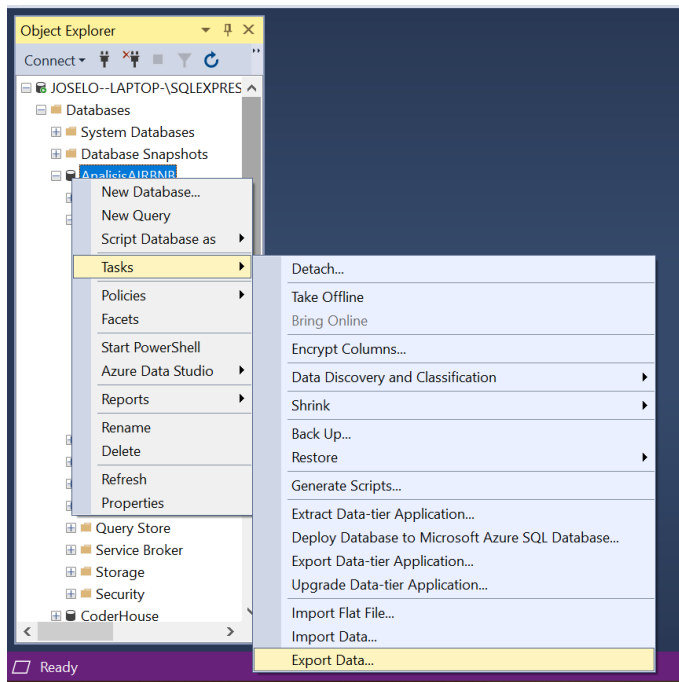 Object Explorer
Connect
JOSELO--LAPTOP-\SQLEXPRES
Databases
System Databases
Database Snapshots
AnalisisAIRBNB
New Database...
New Query
Script Database as
Tasks
Policies
Facets
Start PowerShell
Azure Data Studio
Reports
Rename
Delete
Refresh
Properties
Detach...
Take Offline
Bring Online
Encrypt Columns...
Data Discovery and Classification
Shrink
Back Up...
Restore
Generate Scripts...
Extract Data-tier Application...
Deploy Database to Microsoft Azure SQL Database...
Export Data-tier Application...
Upgrade Data-tier Application...
Import Flat File...
Import Data...
Export Data...
Query Store
Service Broker
Storage
Security
CoderHouse
Ready